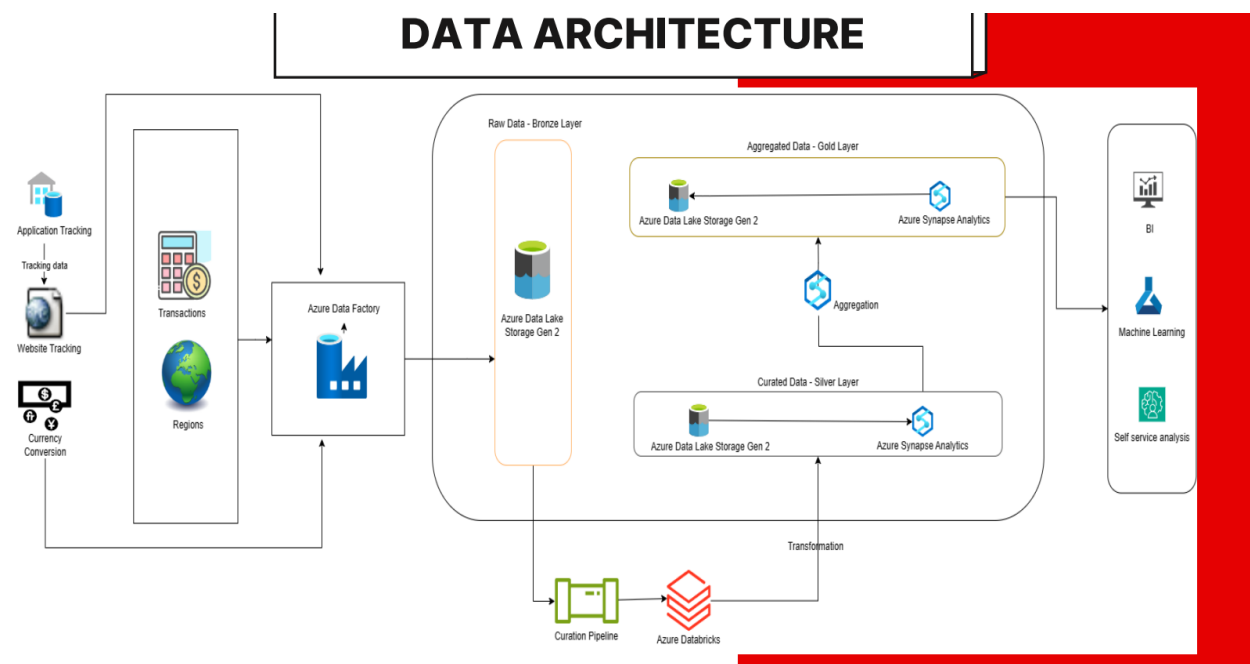 DATA ARCHITECTURE
Raw Data - Bronze Layer
Aggregated Data - Gold Layer
Azure Data Lake Storage Gen 2
Azure Synapse Analytics
Application Tracking
Tracking data
Website Tracking
Currency
Conversion
Transactions
Regions
Azure Data Factory
Azure Data Lake
Storage Gen 2
Aggregation
Curated Data - Silver Layer
Azure Data Lake Storage Gen 2
Azure Synapse Analytics
Transformation
Curation Pipeline
Azure Databricks
BI
Machine Learning
Self service analysis